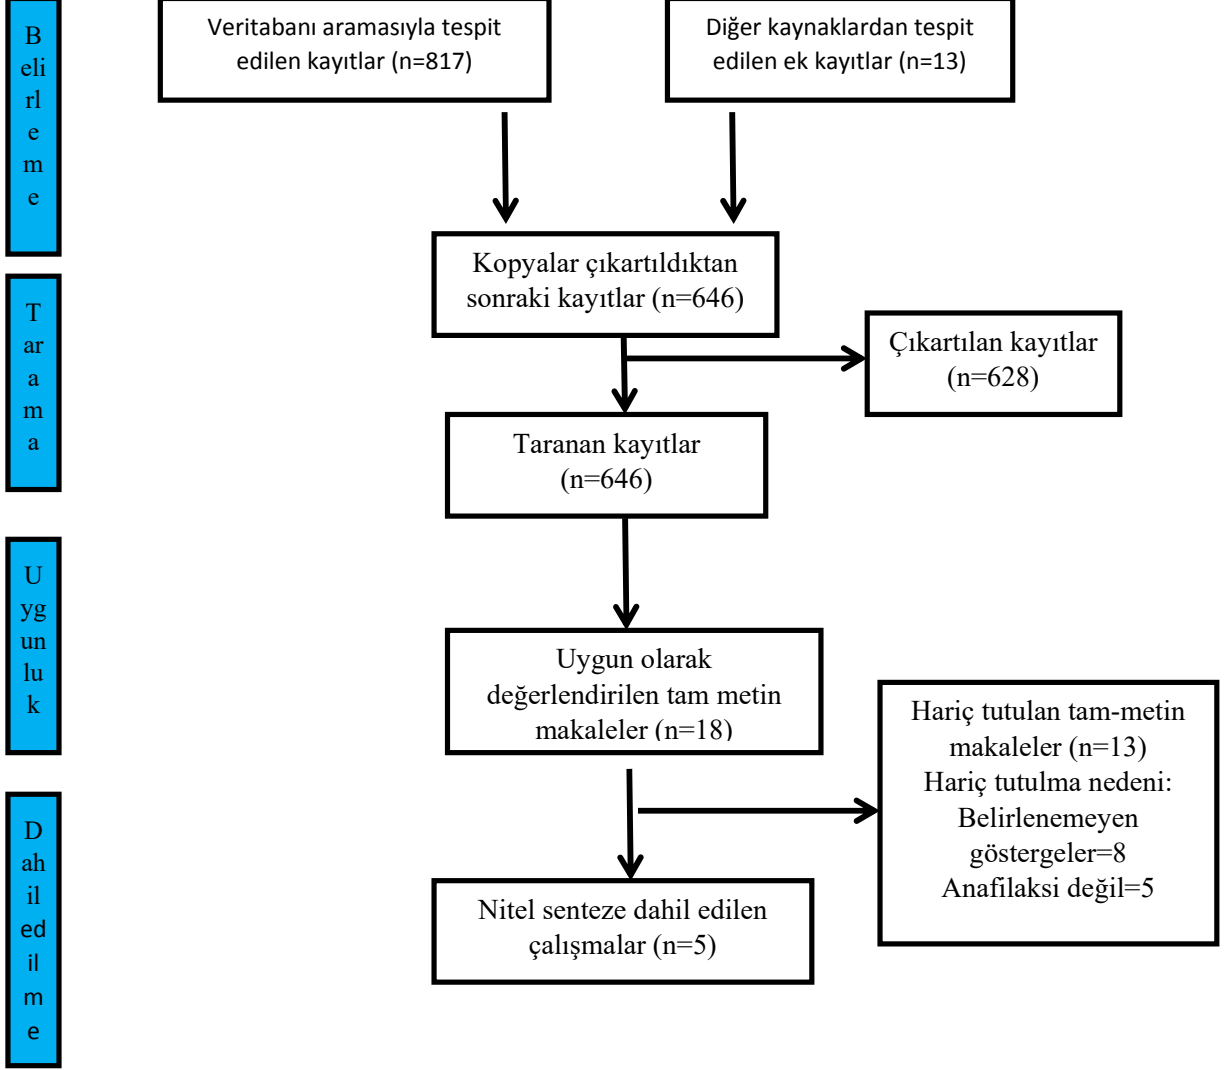 B
eli
rl
e
m
e
Veritabanı aramasıyla tespit
edilen kayıtlar (n=817)
Diğer kaynaklardan tespit
edilen ek kayıtlar (n=13)
Kopyalar çıkartıldıktan
sonraki kayıtlar (n=646)
T
ar
a
m
a
Çıkartılan kayıtlar
(n=628)
Taranan kayıtlar
(n=646)
U
yg
un
lu
k
Uygun olarak
değerlendirilen tam metin
makaleler (n=18)
Hariç tutulan tam-metin
makaleler (n=13)
Hariç tutulma nedeni:
Belirlenemeyen
göstergeler=8
Anafilaksi değil=5
D
ah
il
ed
il
m
e
Nitel senteze dahil edilen
çalışmalar (n=5)